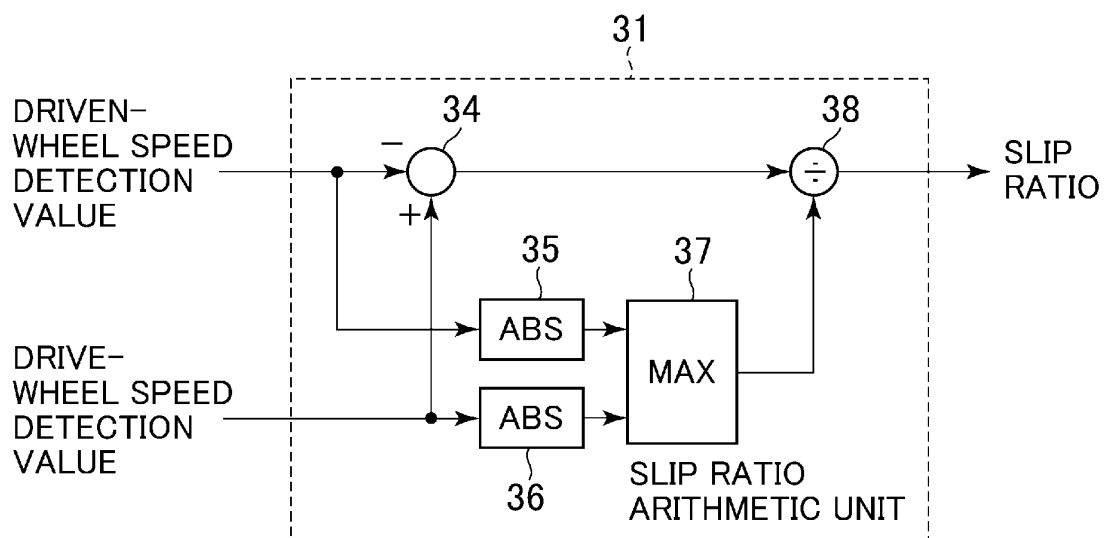 31
DRIVEN-
WHEEL SPEED
DETECTION
VALUE
−
34
+
38
÷
SLIP
RATIO
35
ABS
37
MAX
DRIVE-
WHEEL SPEED
DETECTION
VALUE
ABS
36
SLIP RATIO
ARITHMETIC UNIT